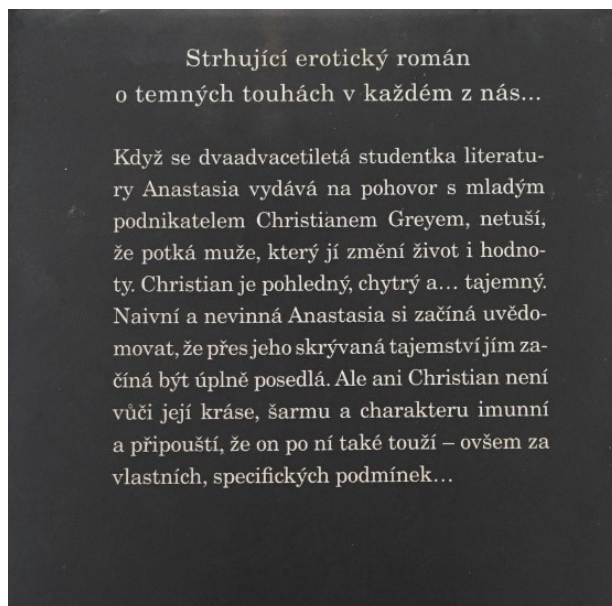 Strhující erotický román
o temných touhách v každém z nás...
Když se dvaadvacetiletá studentka literatu-
ry Anastasia vydává na pohovor s mladým
podnikatelem Christianem Greyem, netuší,
že potká muže, který jí změní život i hodno-
ty. Christian je pohledný, chytrý a... tajemný.
Naivní a nevinná Anastasia si začíná uvědo-
movat, že přes jeho skrývaná tajemství jím za-
číná být úplně posedlá. Ale ani Christian není
vůči její kráse, šarmu a charakteru imunní
a připouští, že on po ní také touží – ovšem za
vlastních, specifických podmínek...